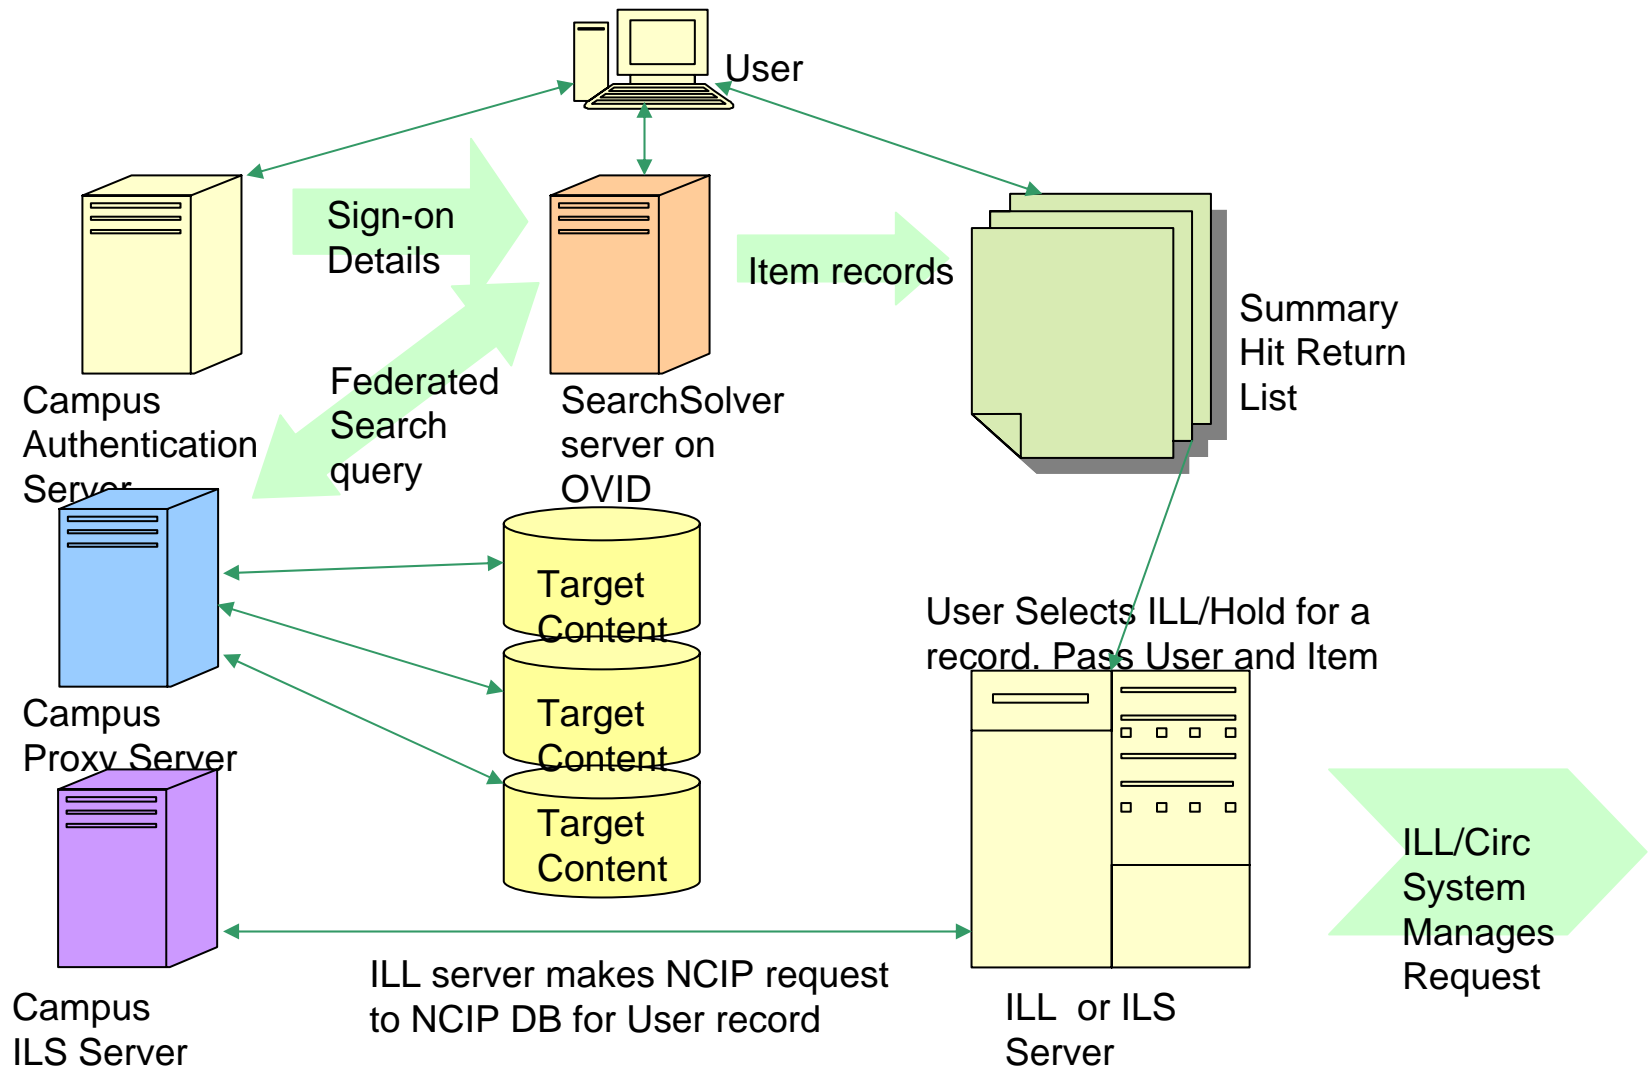 User
Sign-on
Details
Item records
Summary
Hit Return
List
Federated
Search
query
Campus
Authentication
Server
SearchSolver
server on
OVID
Target
Content
User Selects ILL/Hold for a
record. Pass User and Item
Campus
Proxy Server
Target
Content
Target
Content
ILL/Circ
System
Manages
Request
ILL server makes NCIP request
to NCIP DB for User record
Campus
ILS Server
ILL or ILS
Server